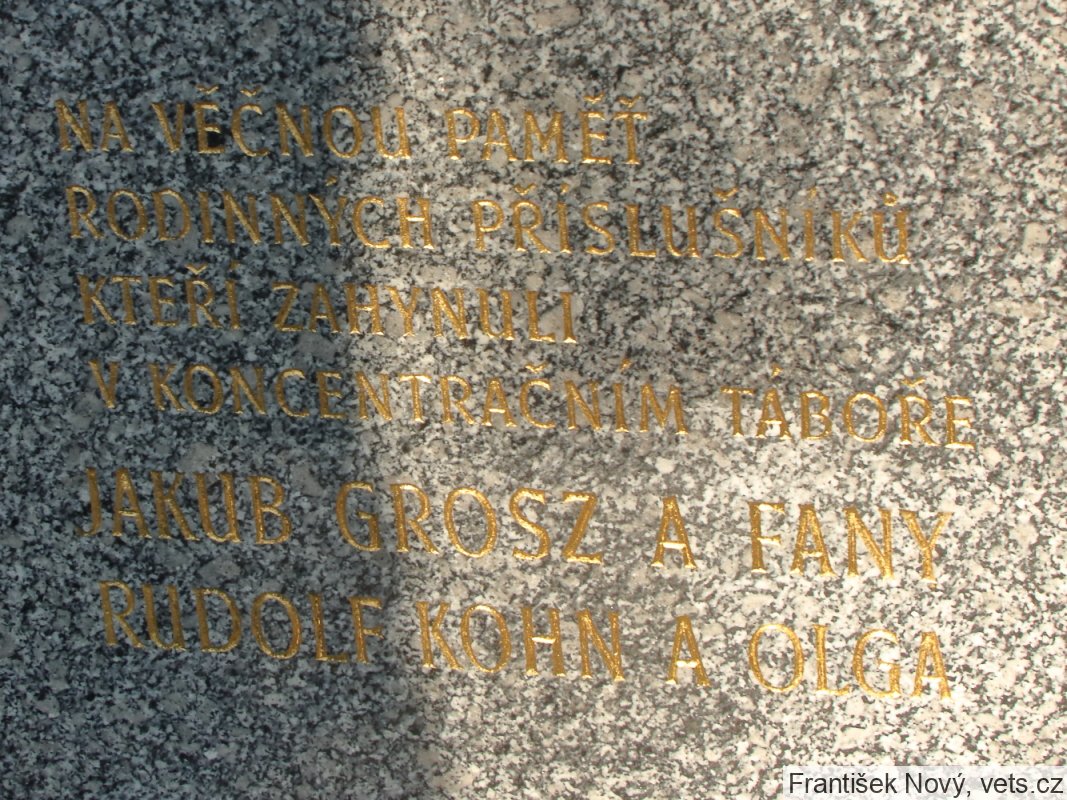 NA VĚČNOU PAMĚŤ
RODINNÝCH PŘÍSLUŠNÍKŮ
KTEŘÍ ZAHYNULI
V KONCENTRAČNÍM TÁBOŘE
JAKUB GROSZ A FANY
RUDOLF KOHN A OLGA
František Nový, vets.cz